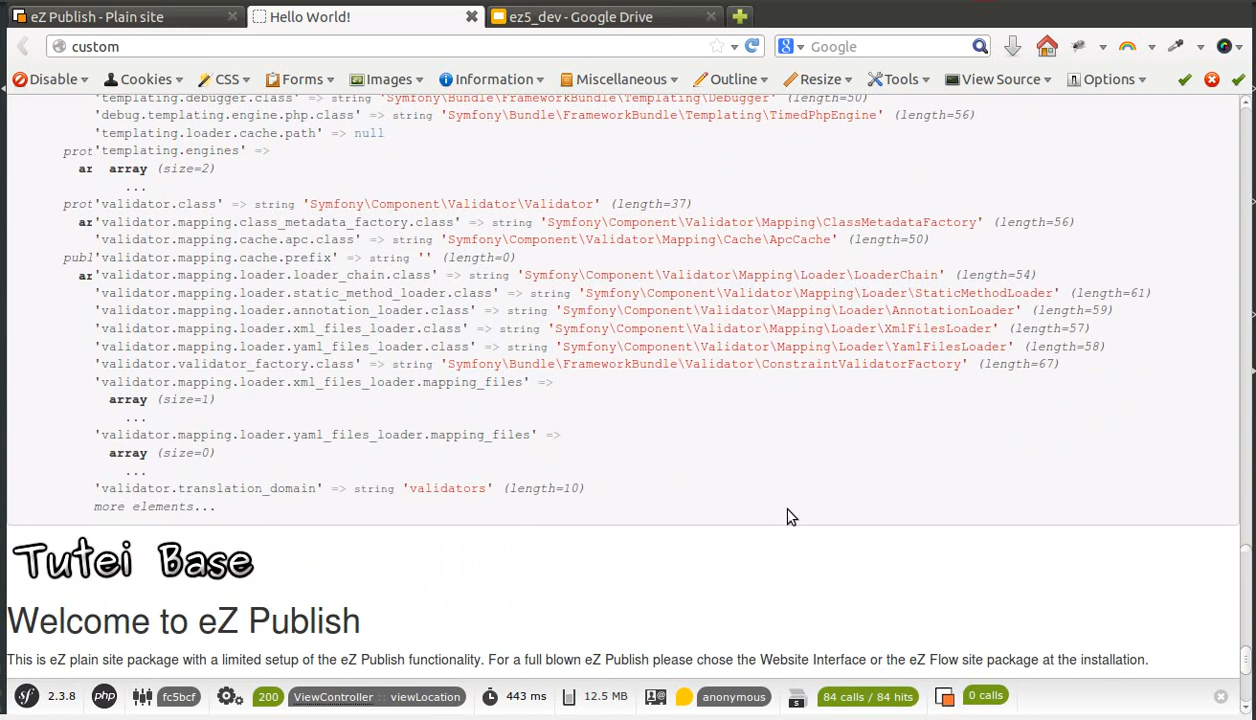 eZ Publish - Plain site
Hello World!
ez5_dev - Google Drive
custom
Google
Disable Cookies CSS Forms Images Information Miscellaneous Outline Resize Tools View Source Options
'templating.debugger.class' => string 'Symfony\Bundle\FrameworkBundle\Templating\Debugger' (length=50)
'debug.templating.engine.php.class' => string 'Symfony\Bundle\FrameworkBundle\Templating\TimedPhpEngine' (length=56)
'templating.loader.cache.path' => null
prot 'templating.engines' =>
ar array (size=2)
...
prot 'validator.class' => string 'Symfony\Component\Validator\Validator' (length=37)
ar 'validator.mapping.class_metadata_factory.class' => string 'Symfony\Component\Validator\Mapping\ClassMetadataFactory' (length=56)
'validator.mapping.cache.apc.class' => string 'Symfony\Component\Validator\Mapping\Cache\ApcCache' (length=50)
publ 'validator.mapping.cache.prefix' => string '' (length=0)
ar 'validator.mapping.loader.loader_chain.class' => string 'Symfony\Component\Validator\Mapping\Loader\LoaderChain' (length=54)
'validator.mapping.loader.static_method_loader.class' => string 'Symfony\Component\Validator\Mapping\Loader\StaticMethodLoader' (length=61)
'validator.mapping.loader.annotation_loader.class' => string 'Symfony\Component\Validator\Mapping\Loader\AnnotationLoader' (length=59)
'validator.mapping.loader.xml_files_loader.class' => string 'Symfony\Component\Validator\Mapping\Loader\XmlFilesLoader' (length=57)
'validator.mapping.loader.yaml_files_loader.class' => string 'Symfony\Component\Validator\Mapping\Loader\YamlFilesLoader' (length=58)
'validator.validator_factory.class' => string 'Symfony\Bundle\FrameworkBundle\Validator\ConstraintValidatorFactory' (length=67)
'validator.mapping.loader.xml_files_loader.mapping_files' =>
array (size=1)
...
'validator.mapping.loader.yaml_files_loader.mapping_files' =>
array (size=0)
...
'validator.translation_domain' => string 'validators' (length=10)
more elements...
Tutei Base
Welcome to eZ Publish
This is eZ plain site package with a limited setup of the eZ Publish functionality. For a full blown eZ Publish please chose the Website Interface or the eZ Flow site package at the installation.
sf 2.3.8 php fc5bcf 200 ViewController :: viewLocation 443 ms 12.5 MB anonymous 84 calls / 84 hits 0 calls